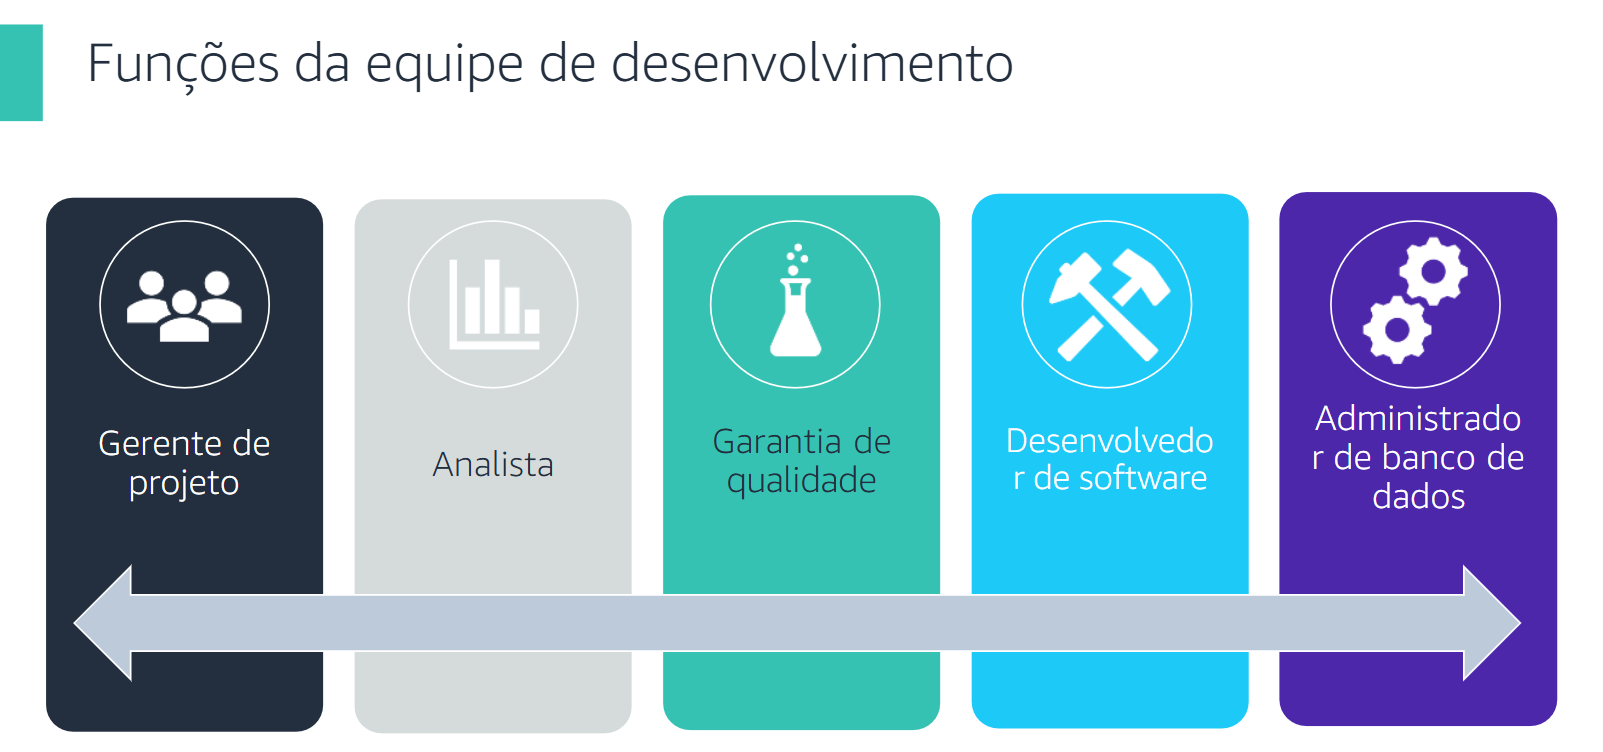 Funções da equipe de desenvolvimento
Gerente de
projeto
Analista
Garantia de
qualidade
Desenvolvedo
r de software
Administrado
r de banco de
dados